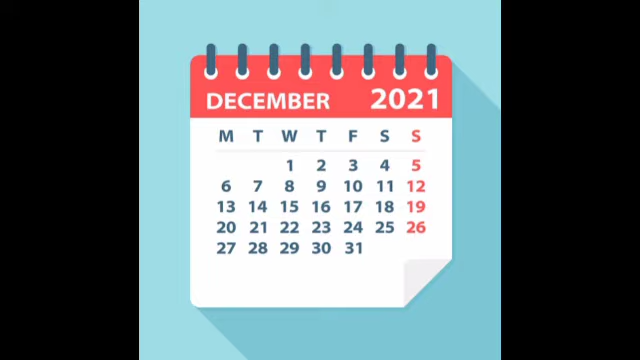 DECEMBER 2021
M T W T F S S
1 2 3 4 5
6 7 8 9 10 11 12
13 14 15 16 17 18 19
20 21 22 23 24 25 26
27 28 29 30 31